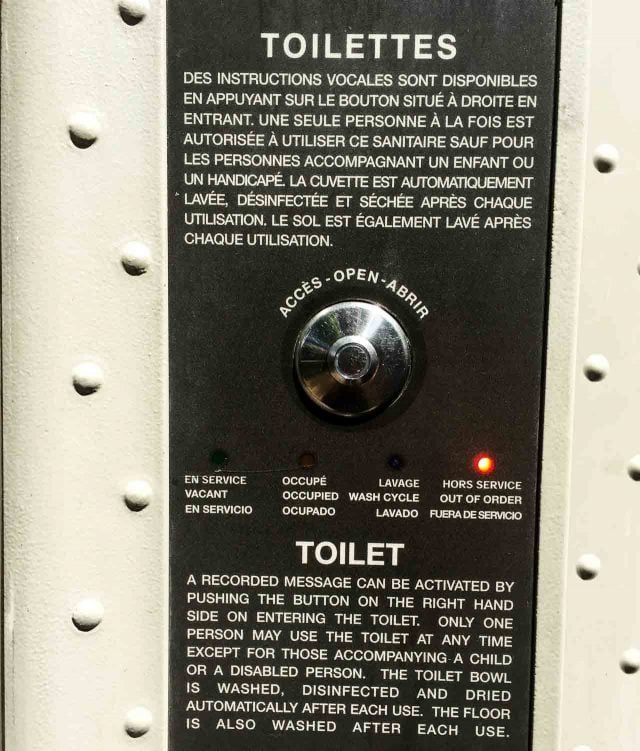 TOILETTES
DES INSTRUCTIONS VOCALES SONT DISPONIBLES
EN APPUYANT SUR LE BOUTON SITUÉ À DROITE EN
ENTRANT. UNE SEULE PERSONNE À LA FOIS EST
AUTORISÉE À UTILISER CE SANITAIRE SAUF POUR
LES PERSONNES ACCOMPAGNANT UN ENFANT OU
UN HANDICAPÉ. LA CUVETTE EST AUTOMATIQUEMENT
LAVÉE, DÉSINFECTÉE ET SÉCHÉE APRÈS CHAQUE
UTILISATION. LE SOL EST ÉGALEMENT LAVÉ APRÈS
CHAQUE UTILISATION.
ACCÈS-OPEN-ABRIR
EN SERVICE OCCUPÉ LAVAGE HORS SERVICE
VACANT OCCUPIED WASH CYCLE OUT OF ORDER
EN SERVICIO OCUPADO LAVADO FUERA DE SERVICIO
TOILET
A RECORDED MESSAGE CAN BE ACTIVATED BY
PUSHING THE BUTTON ON THE RIGHT HAND
SIDE ON ENTERING THE TOILET. ONLY ONE
PERSON MAY USE THE TOILET AT ANY TIME
EXCEPT FOR THOSE ACCOMPANYING A CHILD
OR A DISABLED PERSON. THE TOILET BOWL
IS WASHED, DISINFECTED AND DRIED
AUTOMATICALLY AFTER EACH USE. THE FLOOR
IS ALSO WASHED AFTER EACH USE.